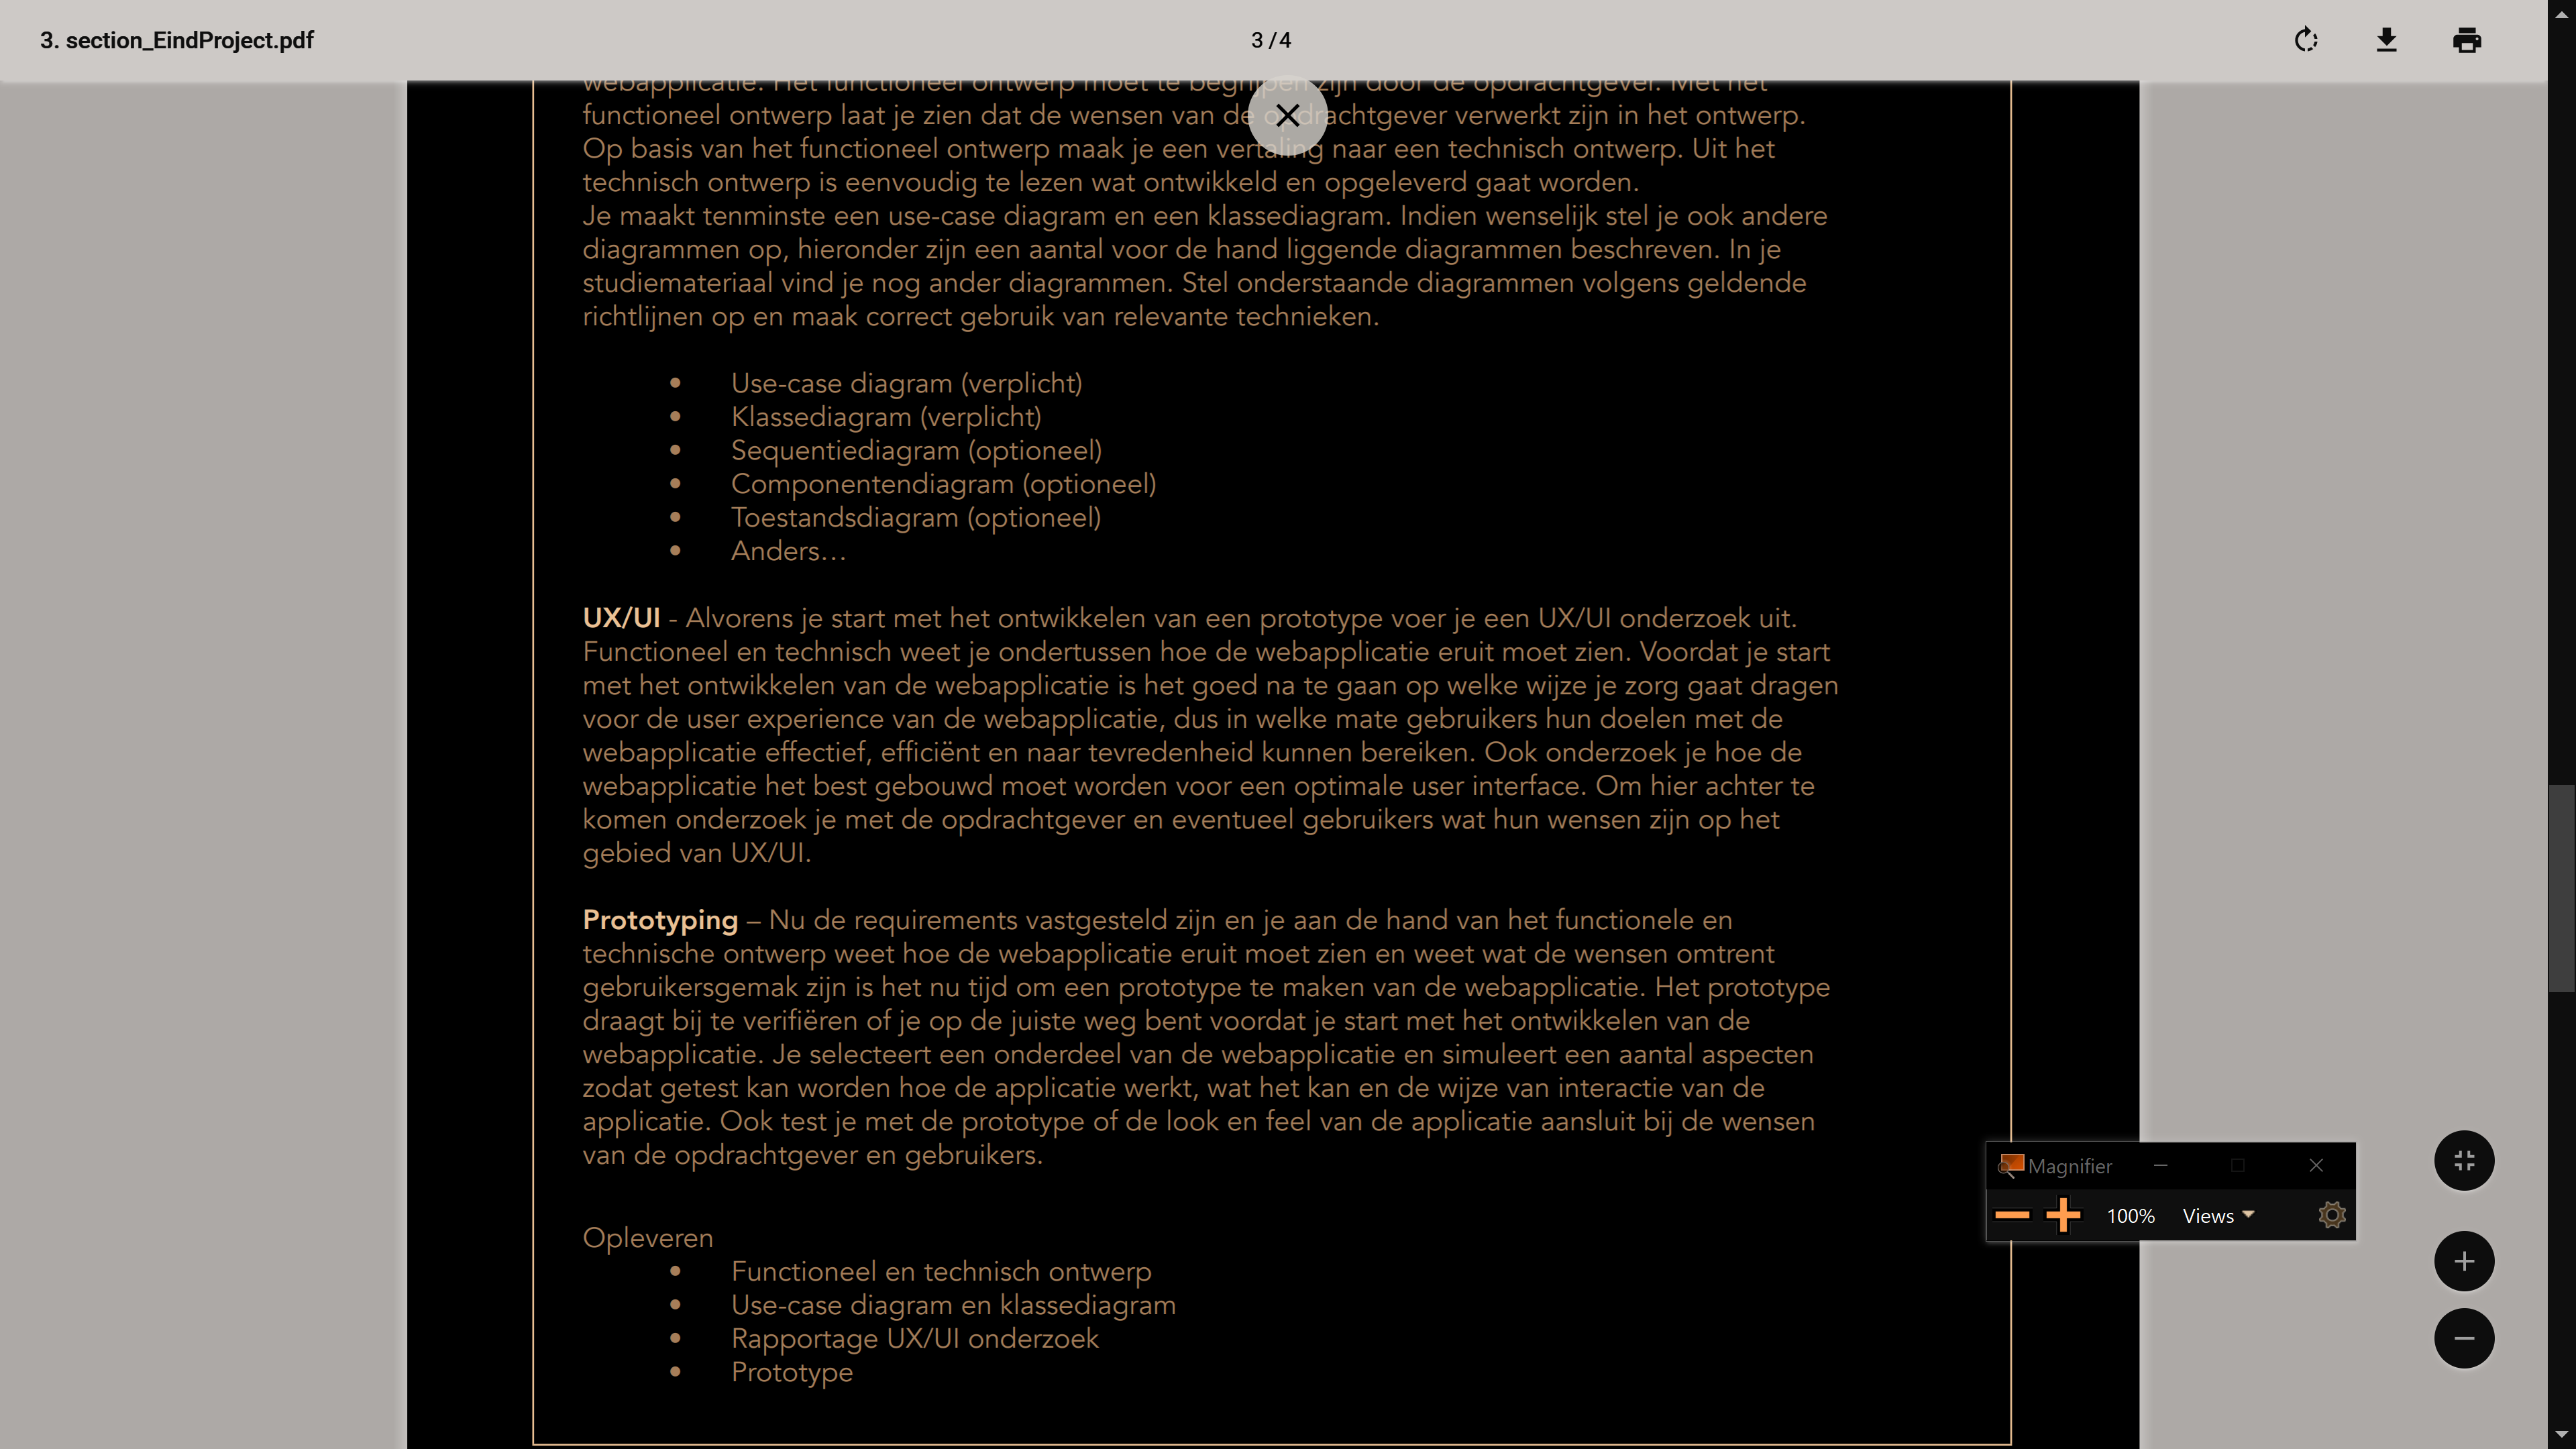 3. section_EindProject.pdf
3 / 4
webapplicatie. Het functioneel ontwerp moet te begrijpen zijn door de opdrachtgever. Met het
functioneel ontwerp laat je zien dat de wensen van de opdrachtgever verwerkt zijn in het ontwerp.
Op basis van het functioneel ontwerp maak je een vertaling naar een technisch ontwerp. Uit het
technisch ontwerp is eenvoudig te lezen wat ontwikkeld en opgeleverd gaat worden.
Je maakt tenminste een use-case diagram en een klassediagram. Indien wenselijk stel je ook andere
diagrammen op, hieronder zijn een aantal voor de hand liggende diagrammen beschreven. In je
studiemateriaal vind je nog ander diagrammen. Stel onderstaande diagrammen volgens geldende
richtlijnen op en maak correct gebruik van relevante technieken.
• Use-case diagram (verplicht)
• Klassediagram (verplicht)
• Sequentiediagram (optioneel)
• Componentendiagram (optioneel)
• Toestandsdiagram (optioneel)
• Anders…
UX/UI - Alvorens je start met het ontwikkelen van een prototype voer je een UX/UI onderzoek uit.
Functioneel en technisch weet je ondertussen hoe de webapplicatie eruit moet zien. Voordat je start
met het ontwikkelen van de webapplicatie is het goed na te gaan op welke wijze je zorg gaat dragen
voor de user experience van de webapplicatie, dus in welke mate gebruikers hun doelen met de
webapplicatie effectief, efficiënt en naar tevredenheid kunnen bereiken. Ook onderzoek je hoe de
webapplicatie het best gebouwd moet worden voor een optimale user interface. Om hier achter te
komen onderzoek je met de opdrachtgever en eventueel gebruikers wat hun wensen zijn op het
gebied van UX/UI.
Prototyping – Nu de requirements vastgesteld zijn en je aan de hand van het functionele en
technische ontwerp weet hoe de webapplicatie eruit moet zien en weet wat de wensen omtrent
gebruikersgemak zijn is het nu tijd om een prototype te maken van de webapplicatie. Het prototype
draagt bij te verifiëren of je op de juiste weg bent voordat je start met het ontwikkelen van de
webapplicatie. Je selecteert een onderdeel van de webapplicatie en simuleert een aantal aspecten
zodat getest kan worden hoe de applicatie werkt, wat het kan en de wijze van interactie van de
applicatie. Ook test je met de prototype of de look en feel van de applicatie aansluit bij de wensen
van de opdrachtgever en gebruikers.
Opleveren
• Functioneel en technisch ontwerp
• Use-case diagram en klassediagram
• Rapportage UX/UI onderzoek
• Prototype
Magnifier
100% Views